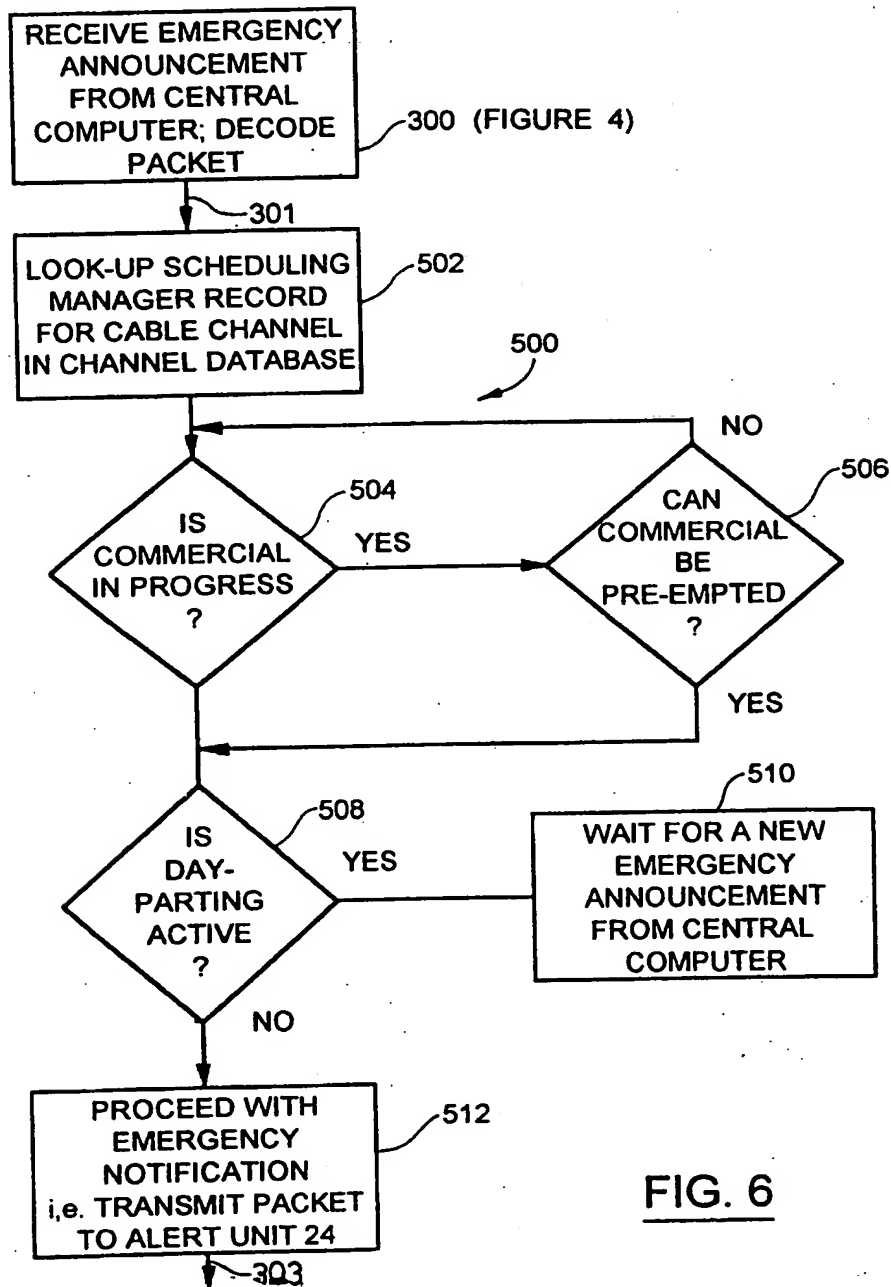 RECEIVE EMERGENCY
ANNOUNCEMENT
FROM CENTRAL
COMPUTER; DECODE
PACKET
300 (FIGURE 4)
301
LOOK-UP SCHEDULING
MANAGER RECORD
FOR CABLE CHANNEL
IN CHANNEL DATABASE
502
500
NO
IS
COMMERCIAL
IN PROGRESS
?
504
YES
CAN
COMMERCIAL
BE
PRE-EMPTED
?
506
YES
IS
DAY-
PARTING
ACTIVE
?
508
YES
510
WAIT FOR A NEW
EMERGENCY
ANNOUNCEMENT
FROM CENTRAL
COMPUTER
NO
PROCEED WITH
EMERGENCY
NOTIFICATION
i,e. TRANSMIT PACKET
TO ALERT UNIT 24
512
303
FIG. 6